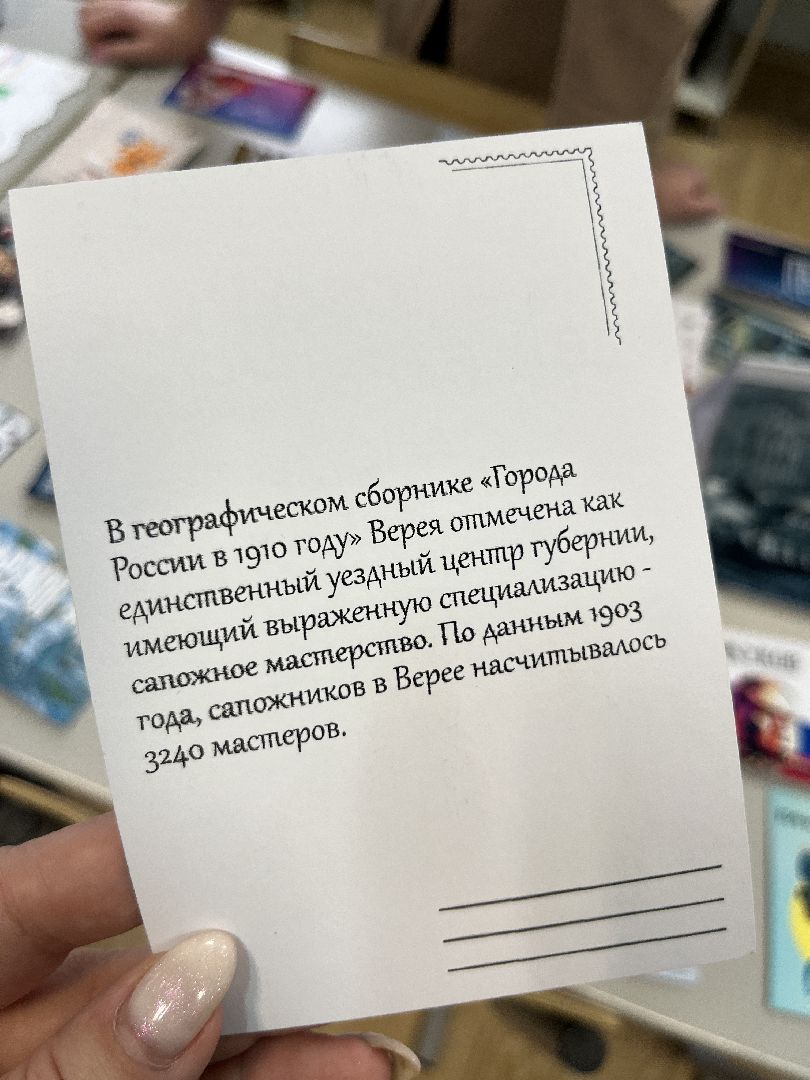 В географическом сборнике «Города
России в 1910 году» Верея отмечена как
единственный уездный центр губернии,
имеющий выраженную специализацию -
сапожное мастерство. По данным 1903
года, сапожников в Верее насчитывалось
3240 мастеров.